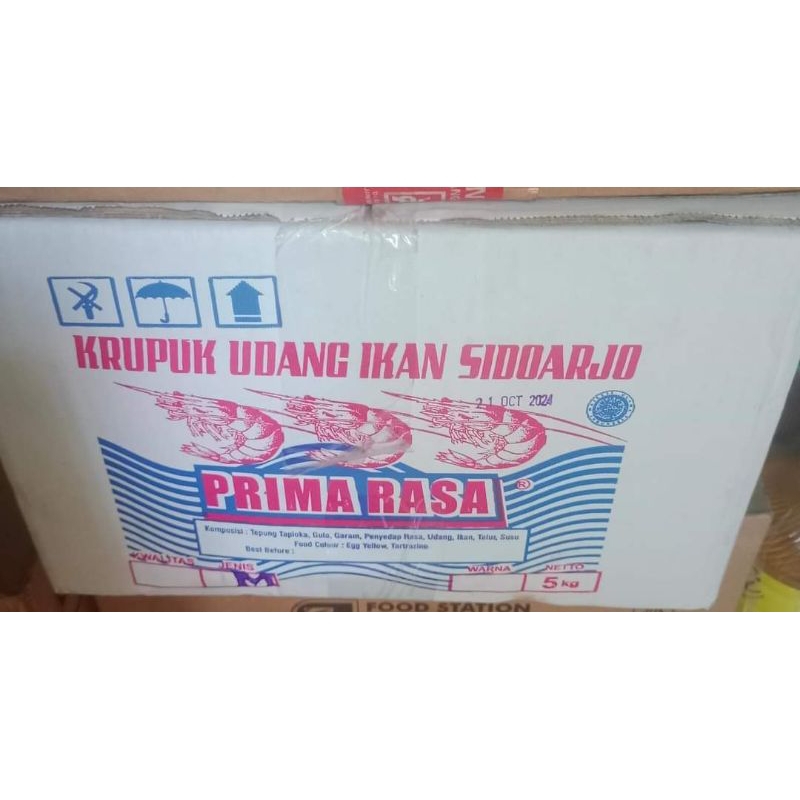 KRUPUK UDANG IKAN SIDOARJO
21 OCT 2024
PRIMA RASA ®
Komposisi : Tepung Tapioka, Gula, Garam, Penyedap Rasa, Udang, Ikan, Telur, Susu
Food Colour : Egg Yellow, Tartrazine
Best Before :
KWALITAS JENIS WARNA NETTO
M 5 kg
FOOD STATION